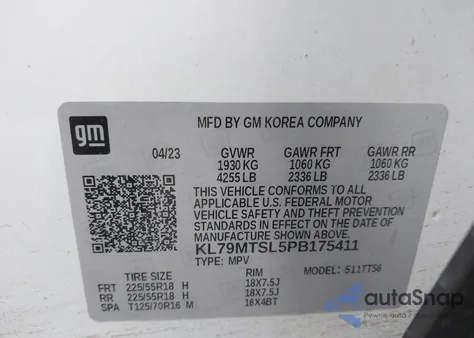 gm
MFD BY GM KOREA COMPANY
04/23 GVWR GAWR FRT GAWR RR
1930 KG 1060 KG 1060 KG
4255 LB 2336 LB 2336 LB
THIS VEHICLE CONFORMS TO ALL
APPLICABLE U.S. FEDERAL MOTOR
VEHICLE SAFETY AND THEFT PREVENTION
STANDARDS IN EFFECT ON THE DATE OF
MANUFACTURE SHOWN ABOVE.
KL79MTSL5PB175411
TYPE: MPV MODEL: 511TT56
TIRE SIZE RIM
FRT 225/55R18 H 18X7.5J
RR 225/55R18 H 18X7.5J
SPA T125/70R16 M 16X4BT
autoSnap
Pewne auto z